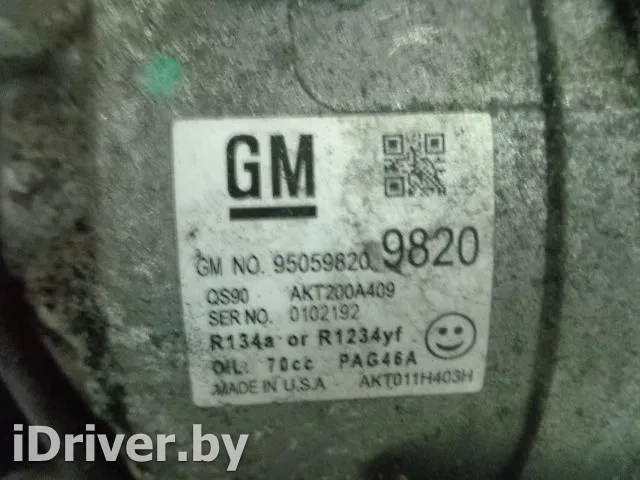 GM
GM NO. 95059820 9820
QS90 AKT200A409
SER NO. 0102192
R134a or R1234yf
OIL: 70cc PAG46A
MADE IN U.S.A AKT011H403H
iDriver.by